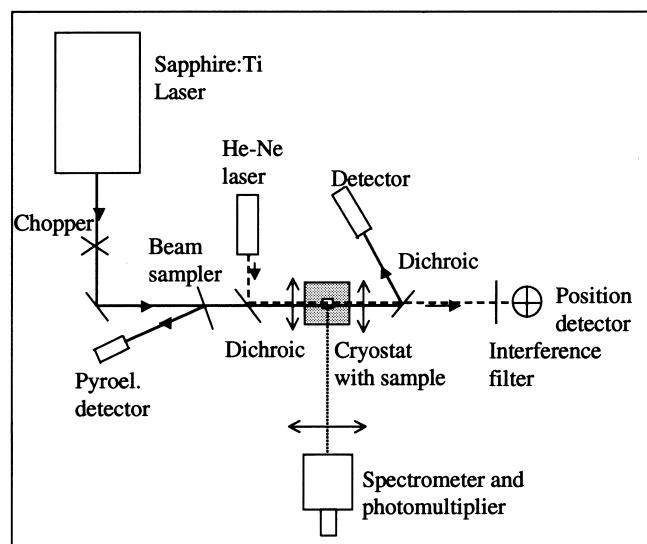 Sapphire:Ti
Laser
He-Ne
laser
Detector
Chopper
Beam
sampler
Dichroic
Position
detector
Dichroic
Cryostat
with sample
Interference
filter
Pyroel.
detector
Spectrometer and
photomultiplier